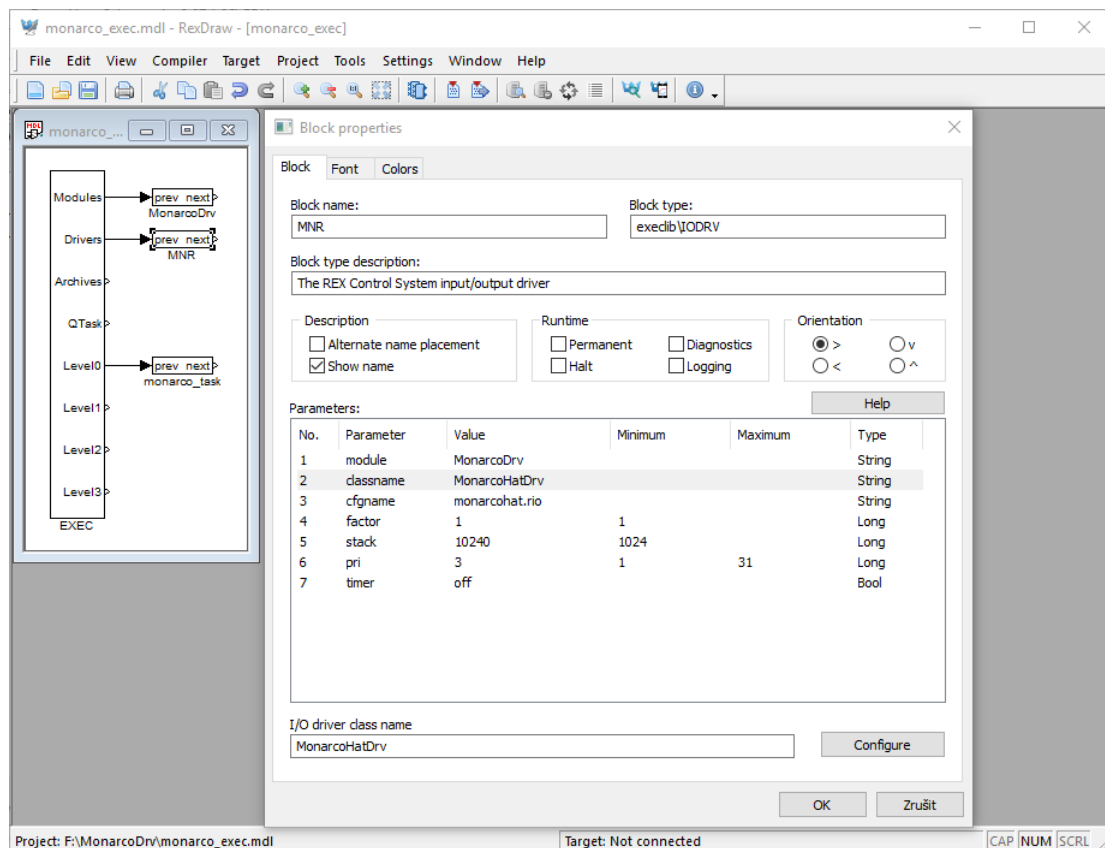 monarco_exec.mdl - RexDraw - [monarco_exec]
File Edit View Compiler Target Project Tools Settings Window Help
MDL
monarco_...
Modules
prev next
MonarcoDrv
Drivers
prev next
MNR
Archives
QTask
Level0
prev next
monarco_task
Level1
Level2
Level3
EXEC
Block properties
Block Font Colors
Block name: Block type:
MNR execlib\IODRV
Block type description:
The REX Control System input/output driver
Description Runtime Orientation
Alternate name placement Permanent Diagnostics > v
Show name Halt Logging < ^
Parameters: Help
No. Parameter Value Minimum Maximum Type
1 module MonarcoDrv String
2 classname MonarcoHatDrv String
3 cfgname monarcohat.rio String
4 factor 1 1 Long
5 stack 10240 1024 Long
6 pri 3 1 31 Long
7 timer off Bool
I/O driver class name
MonarcoHatDrv Configure
OK Zrušit
Project: F:\MonarcoDrv\monarco_exec.mdl Target: Not connected CAP NUM SCRL